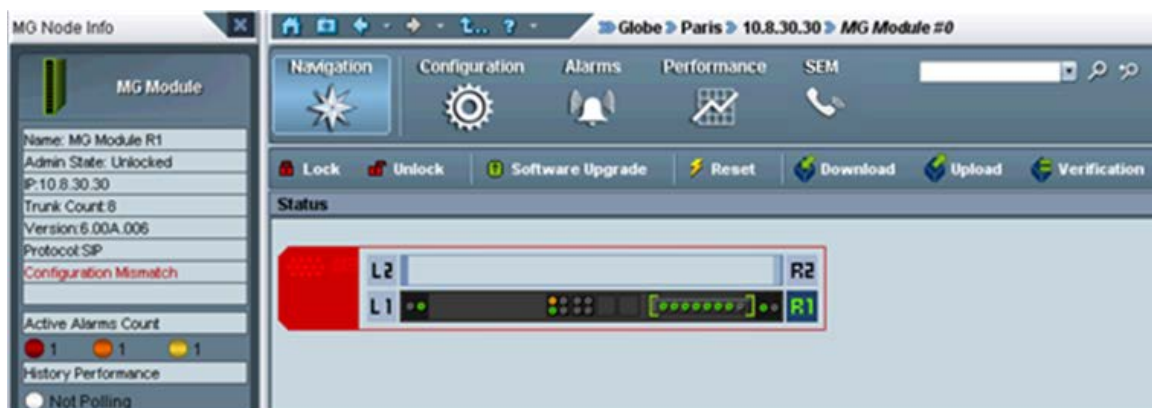 MG Node Info
Globe Paris 10.8.30.30 MG Module #0
MG Module
Navigation Configuration Alarms Performance SEM
Name: MG Module R1
Admin State: Unlocked
IP:10.8.30.30
Trunk Count:8
Version:6.00A.006
Protocol:SIP
Configuration Mismatch
Lock Unlock Software Upgrade Reset Download Upload Verification
Status
L2 R2
L1 R1
Active Alarms Count
1 1 1
History Performance
Not Polling